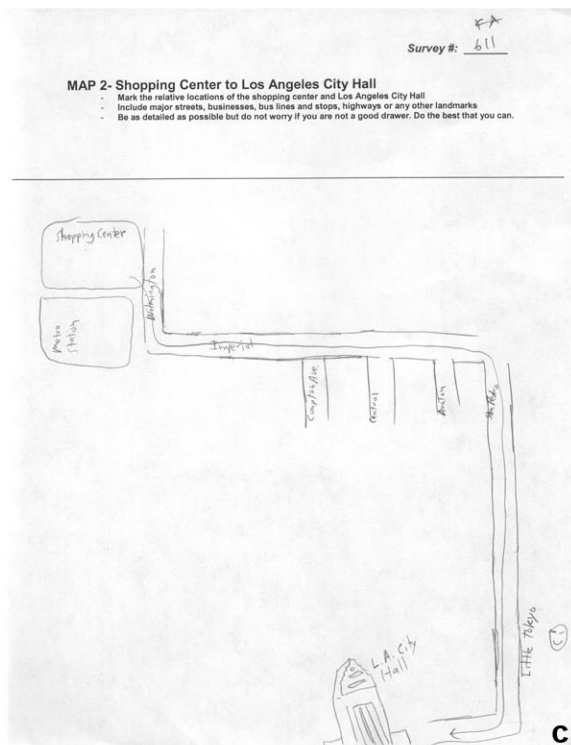 Survey #: 611
MAP 2- Shopping Center to Los Angeles City Hall
- Mark the relative locations of the shopping center and Los Angeles City Hall
- Include major streets, businesses, bus lines and stops, highways or any other landmarks
- Be as detailed as possible but do not worry if you are not a good drawer. Do the best that you can.
Shopping Center
Metro
Station
Wilmington
Imperial
Compton Ave
Central
Avalon
Little Tokyo
L.A. City
Hall
C